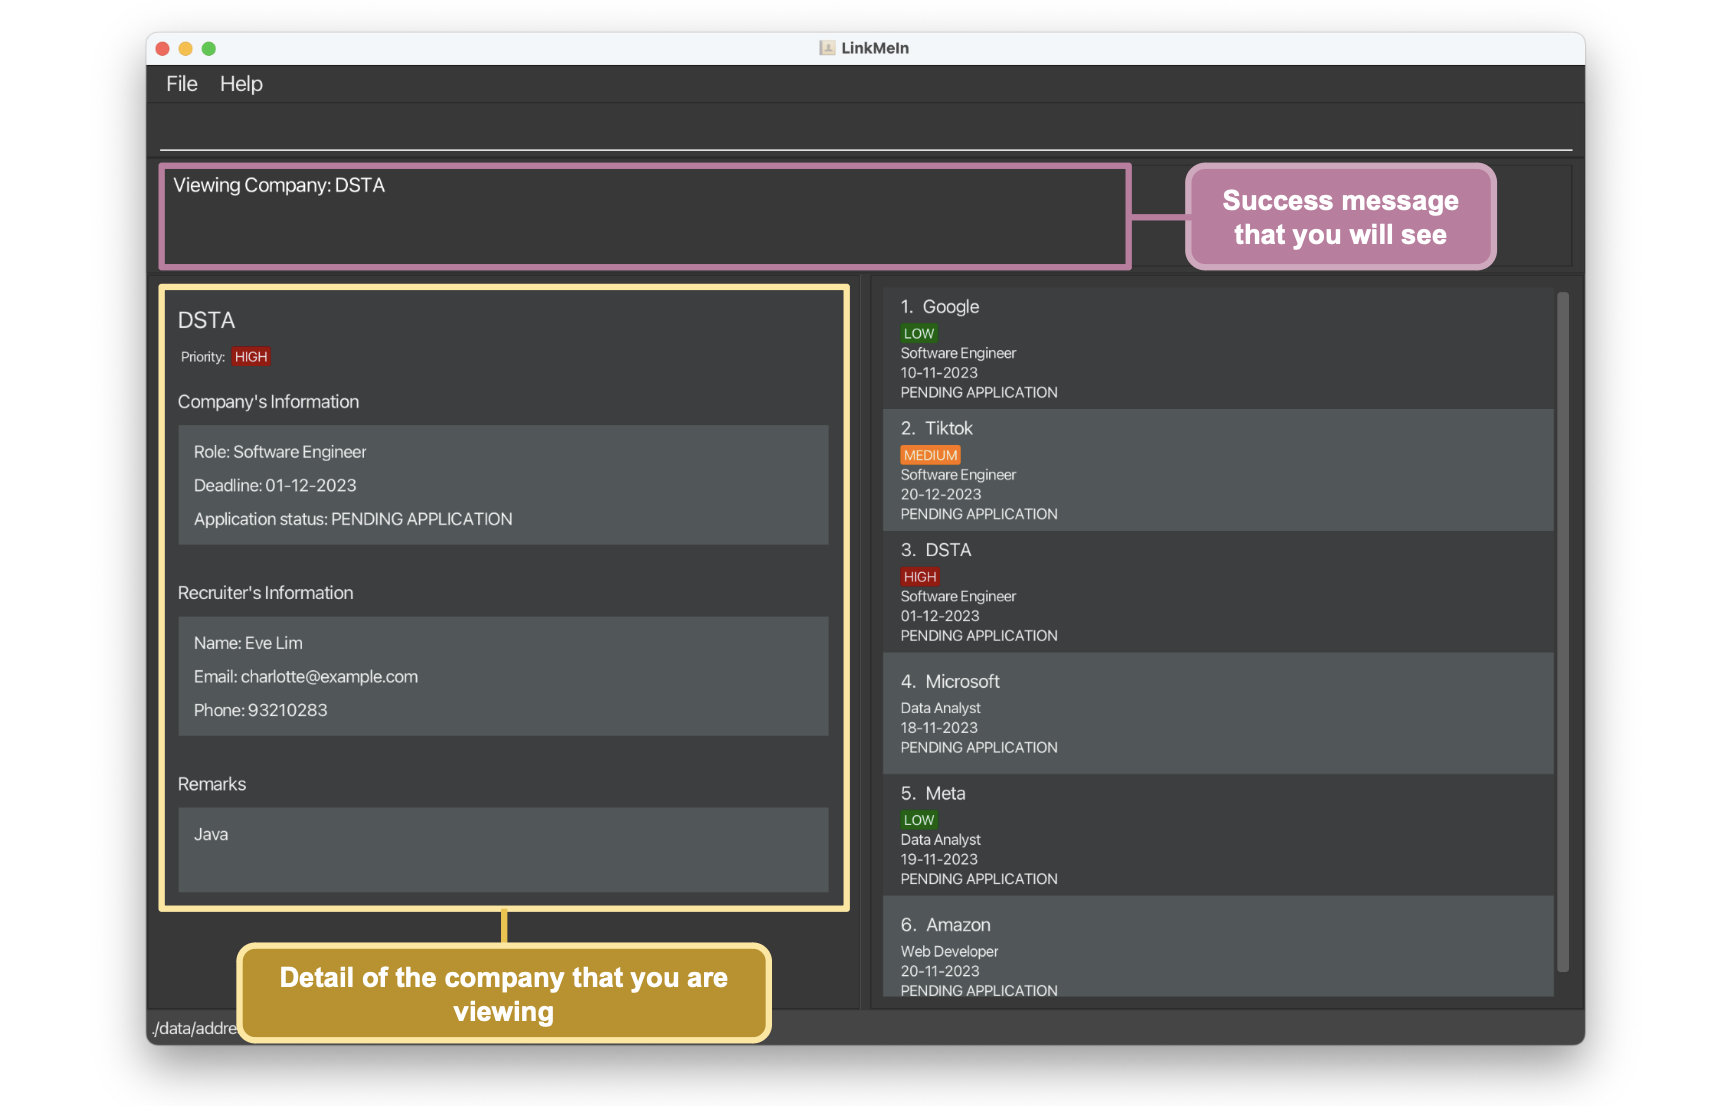 LinkMeIn
File Help
Viewing Company: DSTA
Success message
that you will see
DSTA
Priority: HIGH
Company's Information
Role: Software Engineer
Deadline: 01-12-2023
Application status: PENDING APPLICATION
Recruiter's Information
Name: Eve Lim
Email: charlotte@example.com
Phone: 93210283
Remarks
Java
Detail of the company that you are
viewing
1. Google
LOW
Software Engineer
10-11-2023
PENDING APPLICATION
2. Tiktok
MEDIUM
Software Engineer
20-12-2023
PENDING APPLICATION
3. DSTA
HIGH
Software Engineer
01-12-2023
PENDING APPLICATION
4. Microsoft
Data Analyst
18-11-2023
PENDING APPLICATION
5. Meta
LOW
Data Analyst
19-11-2023
PENDING APPLICATION
6. Amazon
Web Developer
20-11-2023
PENDING APPLICATION
./data/addre